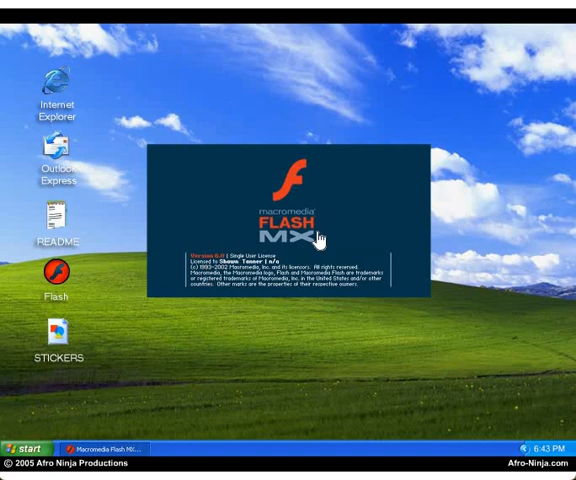 Internet
Explorer
Outlook
Express
README
Flash
STICKERS
macromedia
FLASH
MX
Version 6.0 | Single User License
Licensed to Shawn Tanner | n/a
(c) 1993-2002 Macromedia, Inc. and its licensors. All rights reserved.
Macromedia, the Macromedia logo, Flash and Macromedia Flash are trademarks
or registered trademarks of Macromedia, Inc. in the United States and/or other
countries. Other marks are the properties of their respective owners.
start
Macromedia Flash MX...
6:43 PM
© 2005 Afro Ninja Productions
Afro-Ninja.com